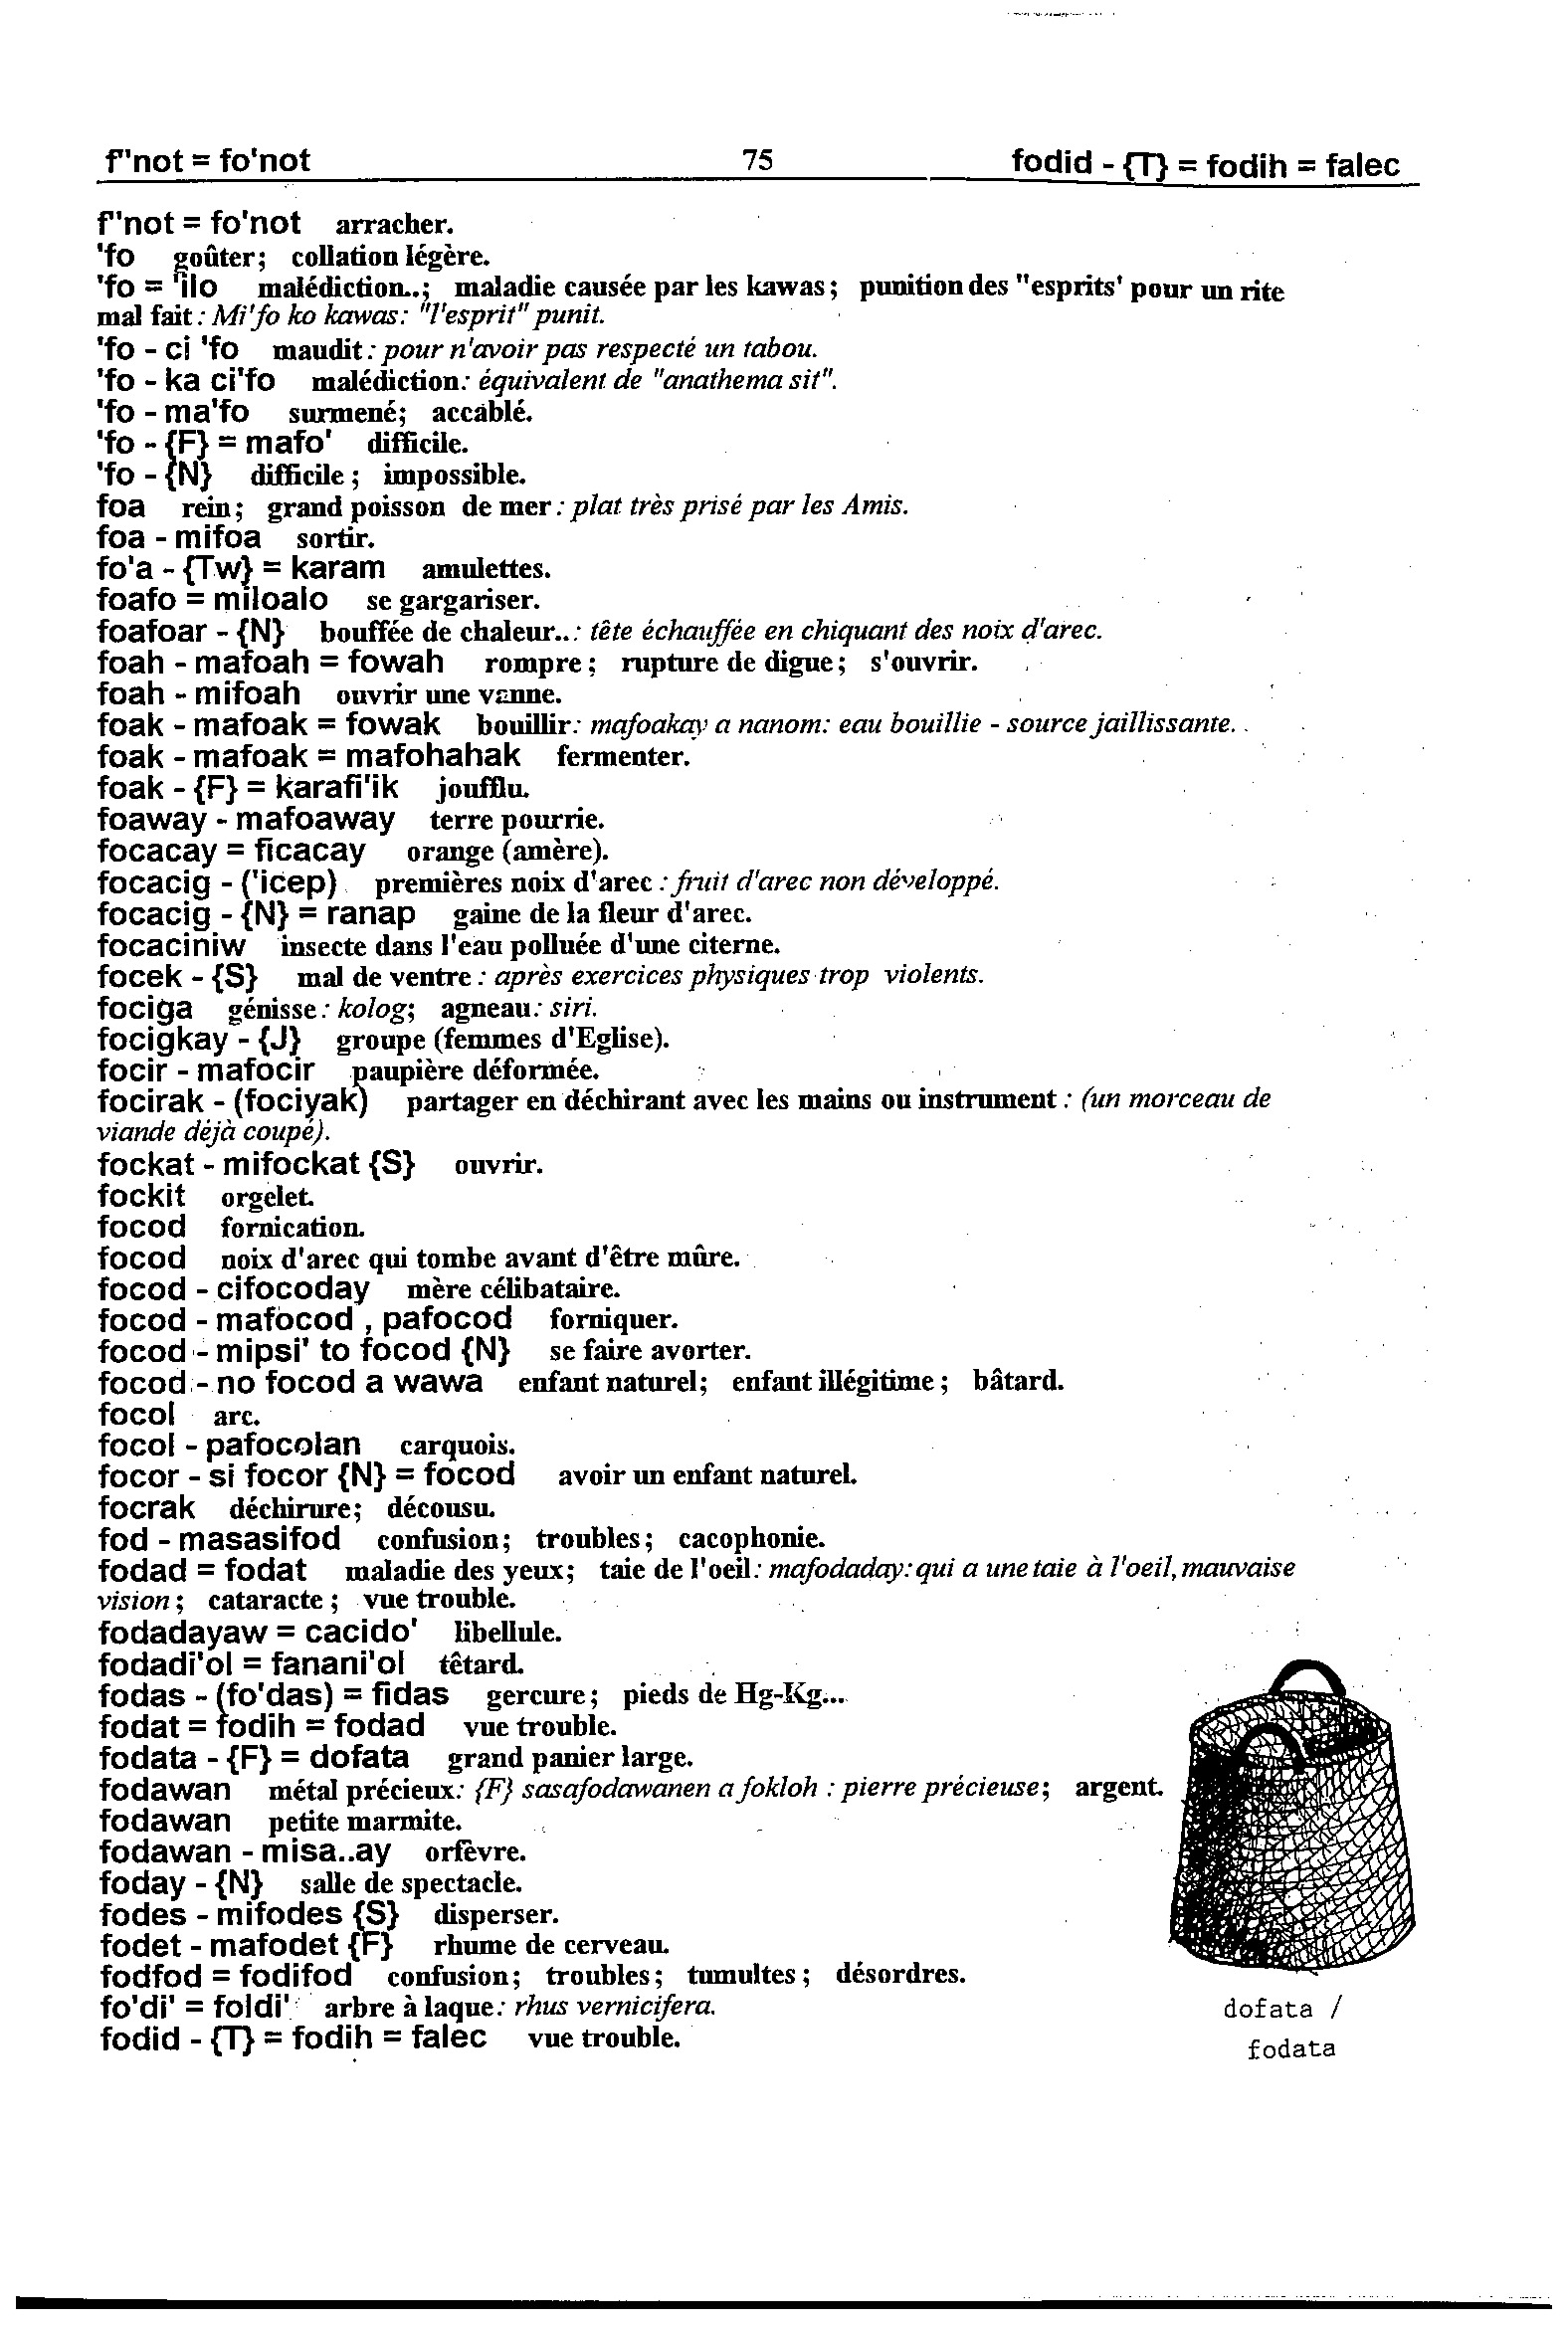 f''not = fo'not 75 fodid - {T} = fodih = falec
f''not = fo'not arracher.
'fo goûter; collation légère.
'fo = 'ilo malédiction..; maladie causée par les kawas; punition des "esprits' pour un rite
mal fait : Mi'fo ko kawas: "l'esprit" punit.
'fo - ci 'fo maudit : pour n'avoir pas respecté un tabou.
'fo - ka ci'fo malédiction: équivalent de "anathema sit".
'fo - ma'fo surmené; accablé.
'fo - {F} = mafo' difficile.
'fo - {N} difficile ; impossible.
foa rein; grand poisson de mer : plat très prisé par les Amis.
foa - mifoa sortir.
fo'a - {Tw} = karam amulettes.
foafo = miloalo se gargariser.
foafoar - {N} bouffée de chaleur..: tête échauffée en chiquant des noix d'arec.
foah - mafoah = fowah rompre ; rupture de digue ; s'ouvrir.
foah - mifoah ouvrir une vanne.
foak - mafoak = fowak bouillir: mafoakay a nanom: eau bouillie - source jaillissante.
foak - mafoak = mafohahak fermenter.
foak - {F} = karafi'ik joufflu.
foaway - mafoaway terre pourrie.
focacay = ficacay orange (amère).
focacig - ('icep) premières noix d'arec : fruit d'arec non développé.
focacig - {N} = ranap gaine de la fleur d'arec.
focaciniw insecte dans l'eau polluée d'une citerne.
focek - {S} mal de ventre : après exercices physiques trop violents.
fociga génisse : kolog; agneau: siri.
focigkay - {J} groupe (femmes d'Eglise).
focir - mafocir paupière déformée.
focirak - (fociyak) partager en déchirant avec les mains ou instrument : (un morceau de
viande déjà coupé).
fockat - mifockat {S} ouvrir.
fockit orgelet.
focod fornication.
focod noix d'arec qui tombe avant d'être mûre.
focod - cifocoday mère célibataire.
focod - mafocod , pafocod forniquer.
focod - mipsi' to focod {N} se faire avorter.
focod - no focod a wawa enfant naturel; enfant illégitime ; bâtard.
focol arc.
focol - pafocolan carquois.
focor - si focor {N} = focod avoir un enfant naturel.
focrak déchirure; décousu.
fod - masasifod confusion; troubles ; cacophonie.
fodad = fodat maladie des yeux; taie de l'oeil: mafodaday: qui a une taie à l'oeil, mauvaise
vision ; cataracte ; vue trouble.
fodadayaw = cacido' libellule.
fodadi'ol = fanani'ol têtard.
fodas - (fo'das) = fidas gercure ; pieds de Hg-Kg...
fodat = fodih = fodad vue trouble.
fodata - {F} = dofata grand panier large.
fodawan métal précieux: {F} sasafodawanen a fokloh : pierre précieuse; argent.
fodawan petite marmite.
fodawan - misa..ay orfèvre.
foday - {N} salle de spectacle.
fodes - mifodes {S} disperser.
fodet - mafodet {F} rhume de cerveau.
fodfod = fodifod confusion; troubles; tumultes ; désordres.
fo'di' = foldi' arbre à laque: rhus vernicifera.
fodid - {T} = fodih = falec vue trouble.
dofata /
fodata